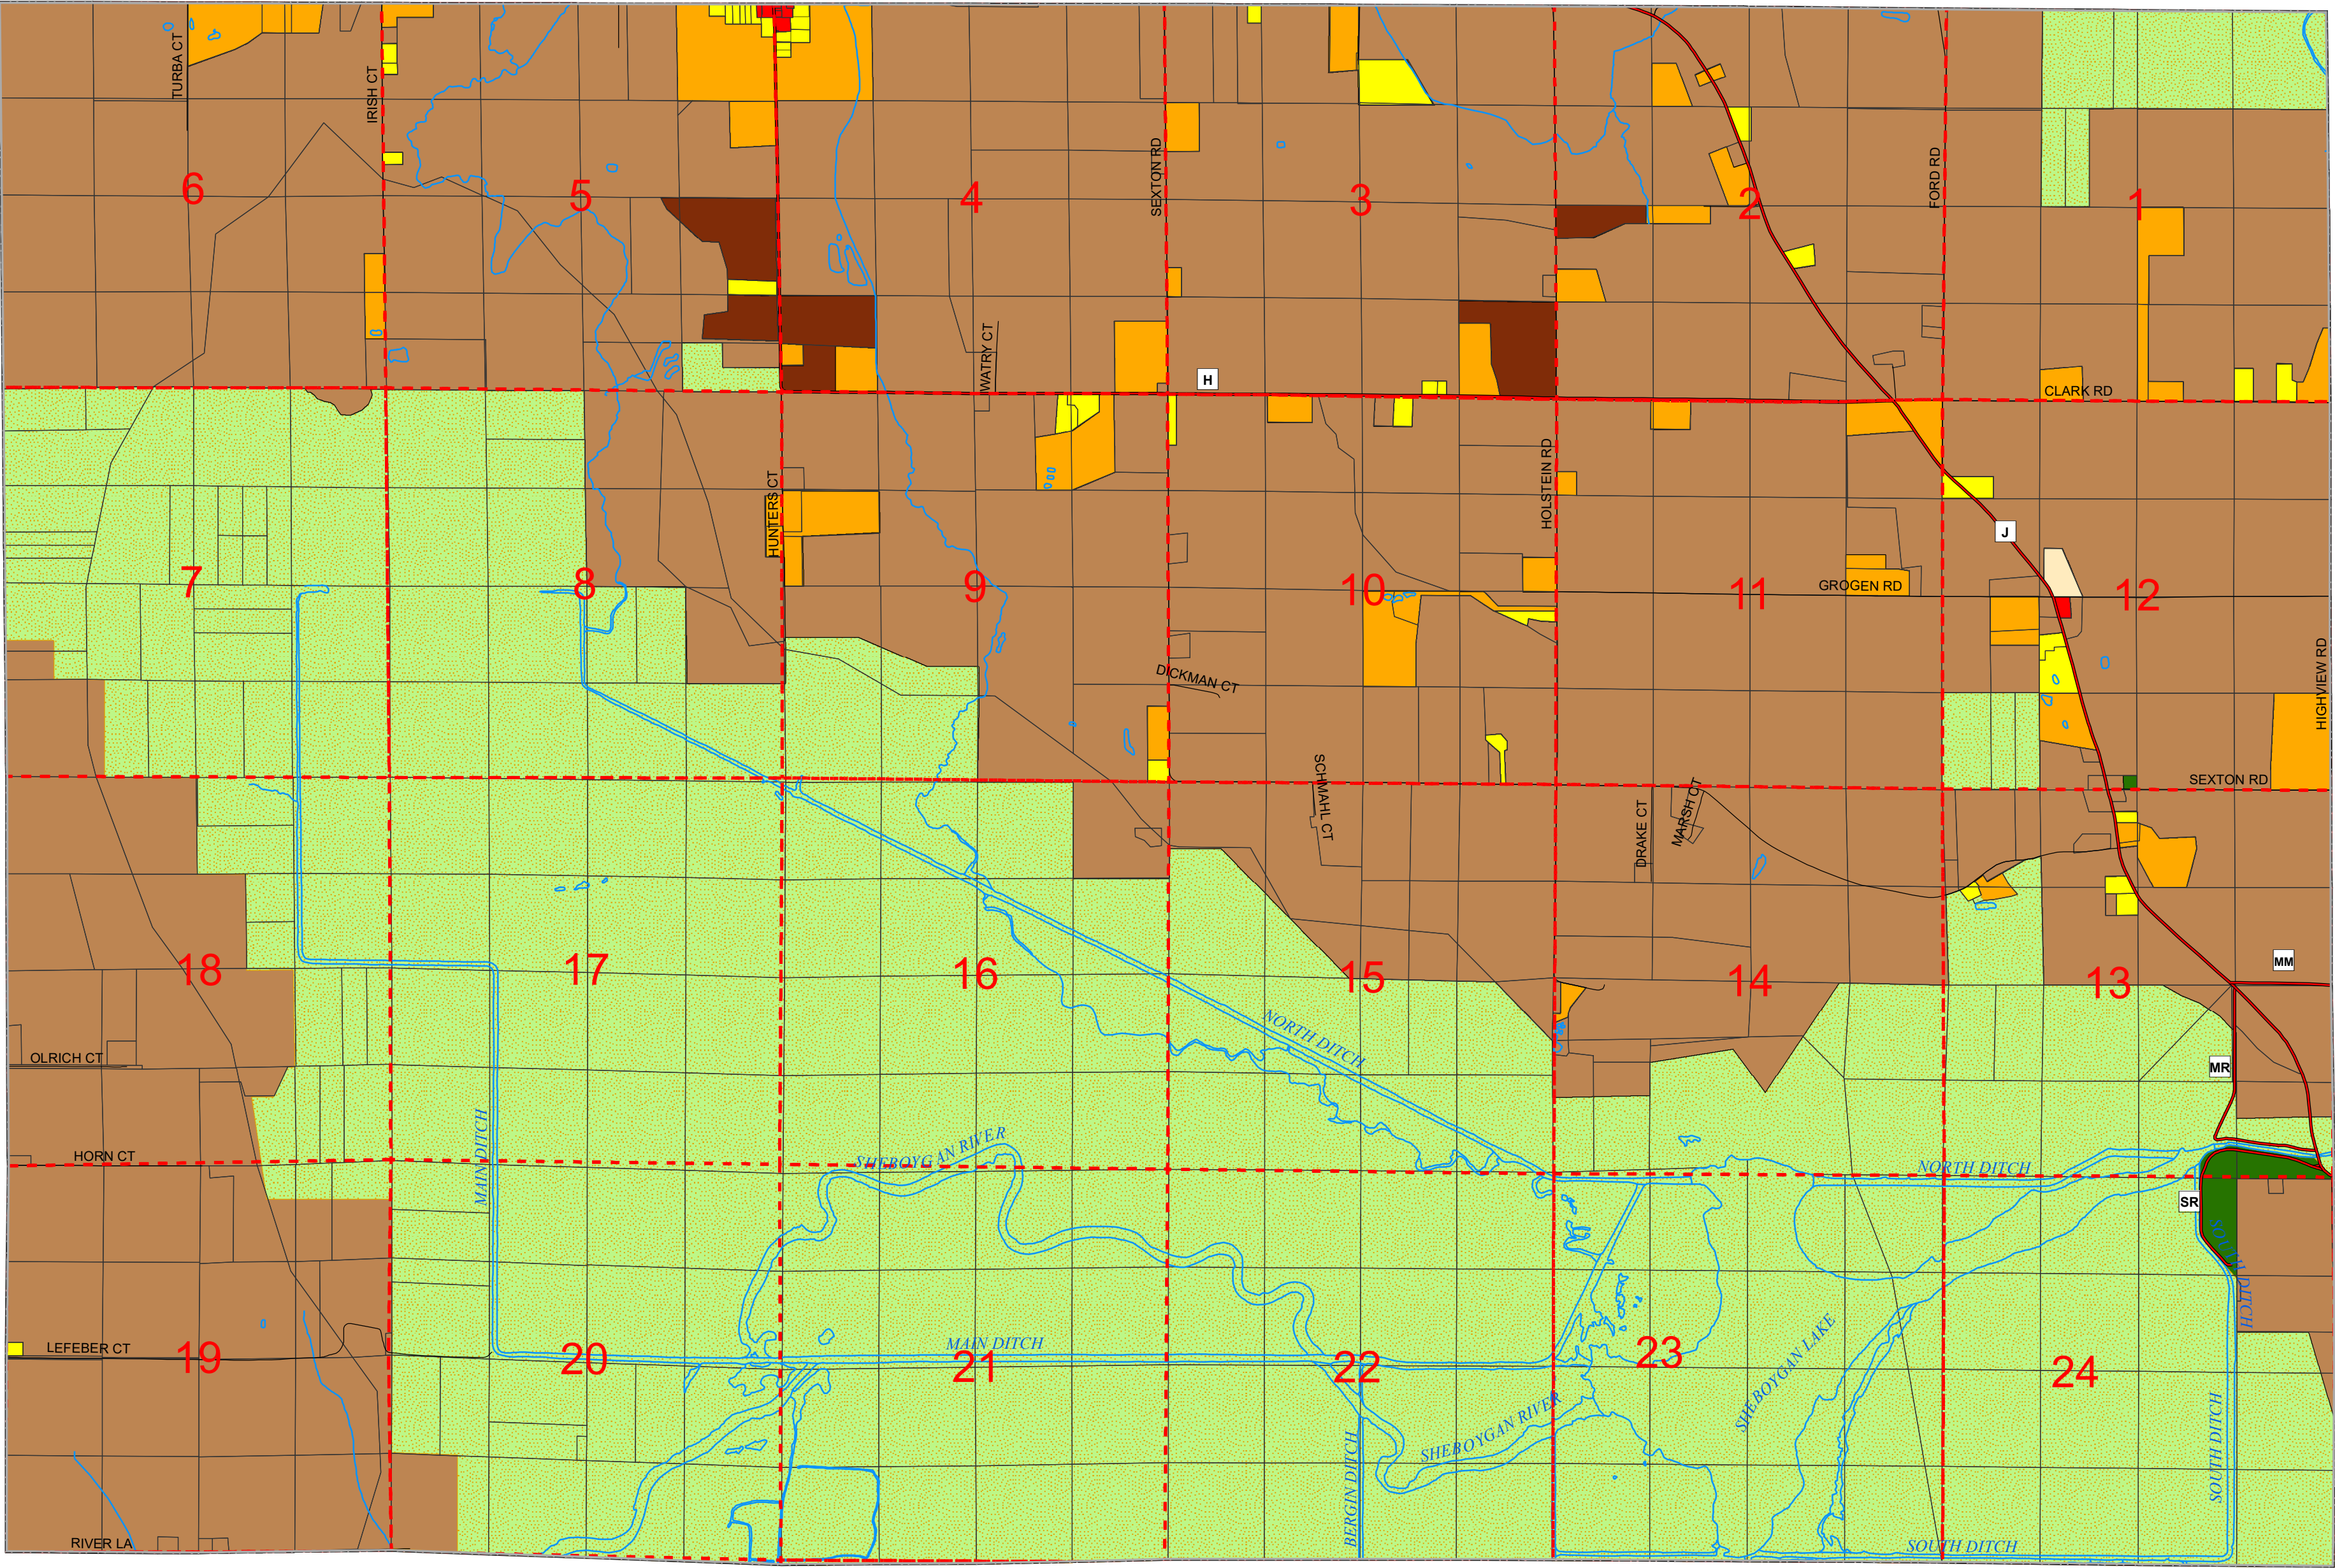 TURBA CT
IRISH CT
SEXTON RD
FORD RD
6
5
4
3
2
1
WATRY CT
H
CLARK RD
HUNTERS CT
HOLSTEIN RD
J
7
8
9
10
11
GROGEN RD
12
DICKMAN CT
HIGHVIEW RD
SCHMAHL CT
DRAKE CT
MARSH CT
SEXTON RD
18
17
16
15
14
13
MM
NORTH DITCH
OLRICH CT
MR
MAIN DITCH
SHEBOYGAN RIVER
HORN CT
NORTH DITCH
SR
SOUTH DITCH
19
LEFEBER CT
20
21
MAIN DITCH
22
23
SHEBOYGAN LAKE
24
BERGIN DITCH
SHEBOYGAN RIVER
SOUTH DITCH
RIVER LA
SOUTH DITCH